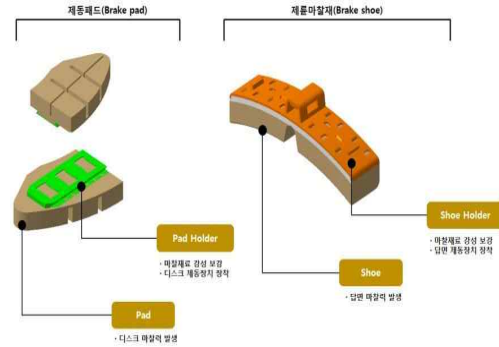 제동패드(Brake pad)
제륜마찰재(Brake shoe)
Pad Holder
· 마찰재료 강성 보강
· 디스크 제동장치 장착
Pad
· 디스크 마찰력 발생
Shoe Holder
· 마찰재료 강성 보강
· 답면 제동장치 장착
Shoe
· 답면 마찰력 발생